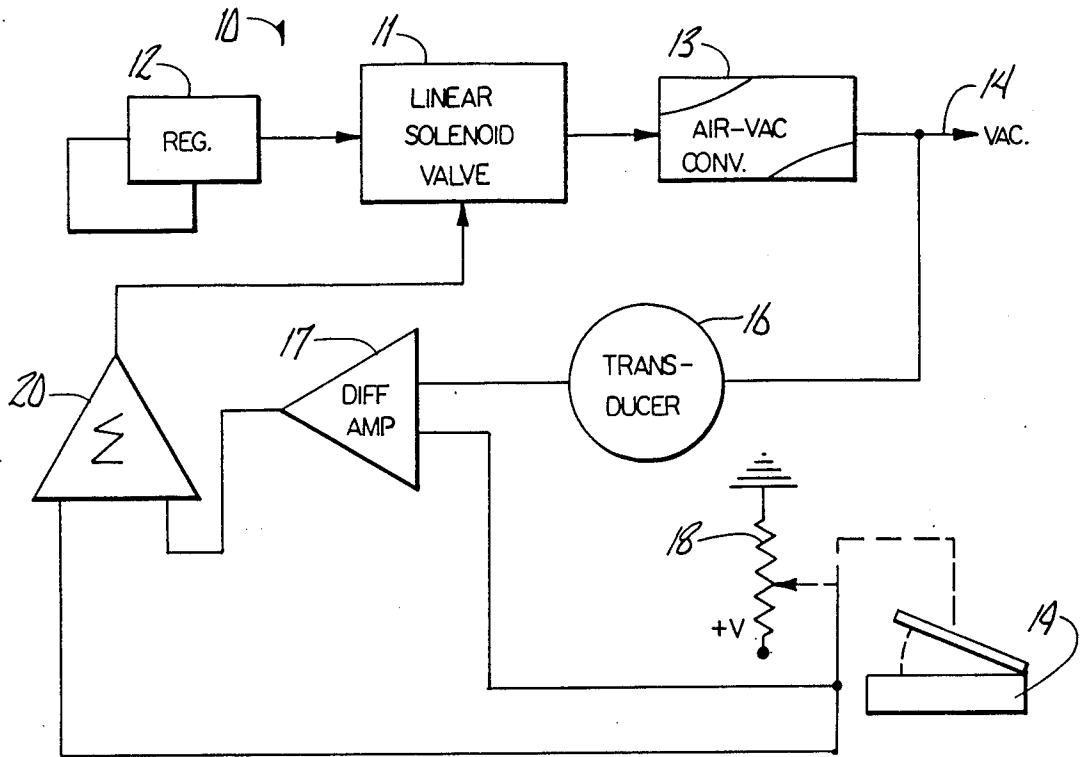 10
11
12
13
14
REG.
LINEAR
SOLENOID
VALVE
AIR-VAC
CONV.
VAC.
16
17
TRANS-
DUCER
DIFF
AMP
20
Σ
18
+V
19